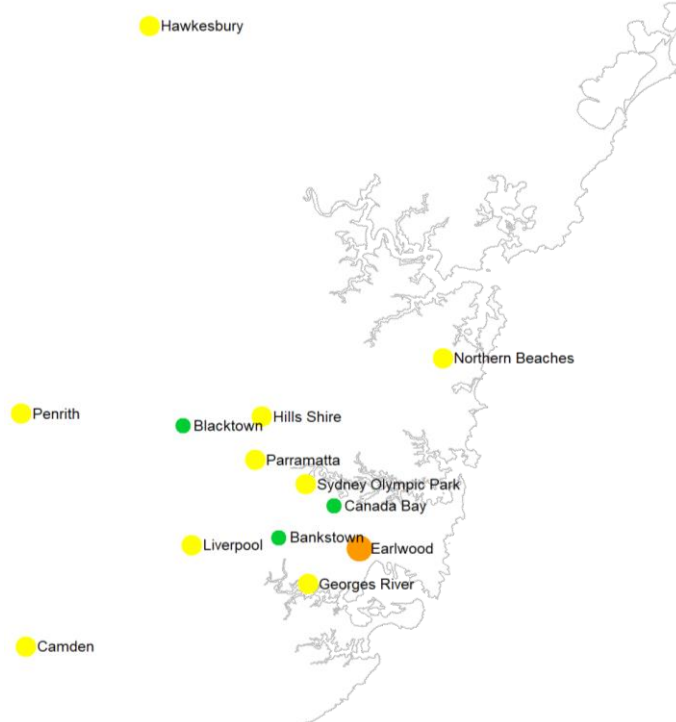 Hawkesbury
Northern Beaches
Penrith
Hills Shire
Blacktown
Parramatta
Sydney Olympic Park
Canada Bay
Bankstown
Liverpool
Earlwood
Georges River
Camden